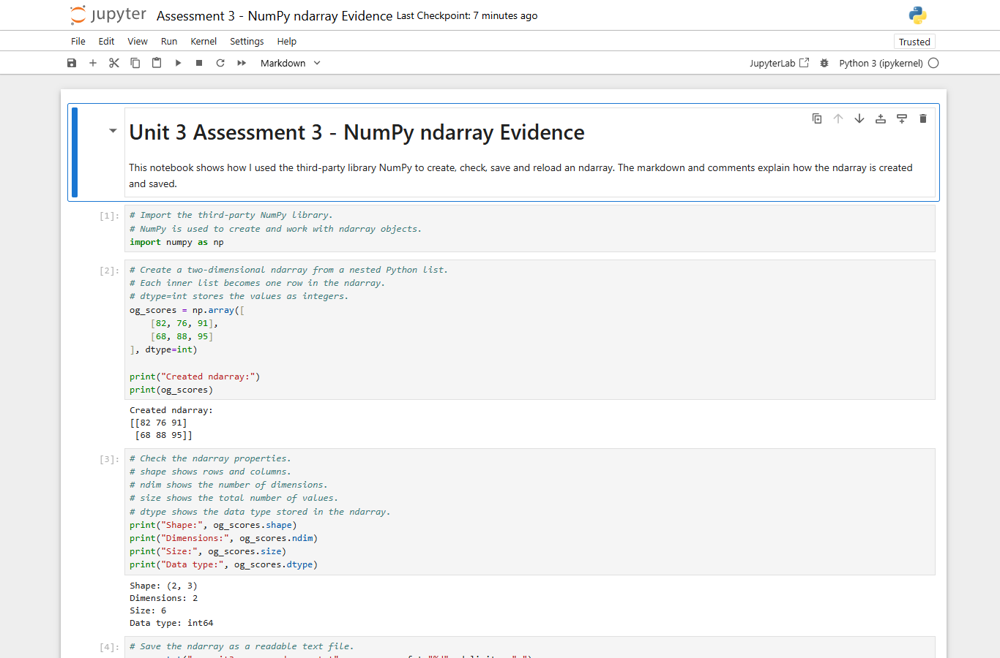 jupyter Assessment 3 - NumPy ndarray Evidence Last Checkpoint: 7 minutes ago
File Edit View Run Kernel Settings Help Trusted
Markdown JupyterLab Python 3 (ipykernel)
Unit 3 Assessment 3 - NumPy ndarray Evidence
This notebook shows how I used the third-party library NumPy to create, check, save and reload an ndarray. The markdown and comments explain how the ndarray is created
and saved.
[1]: # Import the third-party NumPy library.
# NumPy is used to create and work with ndarray objects.
import numpy as np
[2]: # Create a two-dimensional ndarray from a nested Python list.
# Each inner list becomes one row in the ndarray.
# dtype=int stores the values as integers.
og_scores = np.array([
    [82, 76, 91],
    [68, 88, 95]
], dtype=int)
print("Created ndarray:")
print(og_scores)
Created ndarray:
[[82 76 91]
 [68 88 95]]
[3]: # Check the ndarray properties.
# shape shows rows and columns.
# ndim shows the number of dimensions.
# size shows the total number of values.
# dtype shows the data type stored in the ndarray.
print("Shape:", og_scores.shape)
print("Dimensions:", og_scores.ndim)
print("Size:", og_scores.size)
print("Data type:", og_scores.dtype)
Shape: (2, 3)
Dimensions: 2
Size: 6
Data type: int64
[4]: # Save the ndarray as a readable text file.